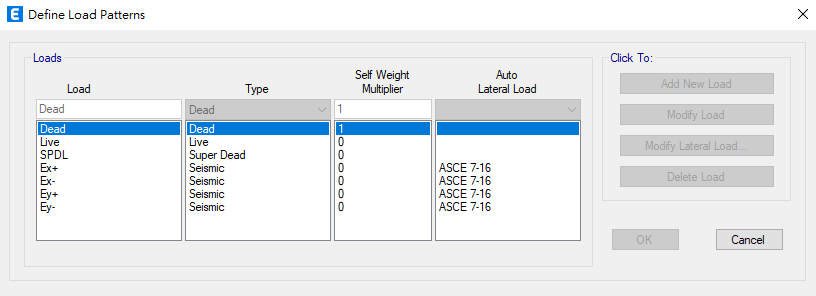 E Define Load Patterns
Loads
Click To:
Load Type Self Weight Multiplier Auto Lateral Load
Dead Dead 1
Dead Dead 1
Live Live 0
SPDL Super Dead 0
Ex+ Seismic 0 ASCE 7-16
Ex- Seismic 0 ASCE 7-16
Ey+ Seismic 0 ASCE 7-16
Ey- Seismic 0 ASCE 7-16
Add New Load
Modify Load
Modify Lateral Load...
Delete Load
OK
Cancel